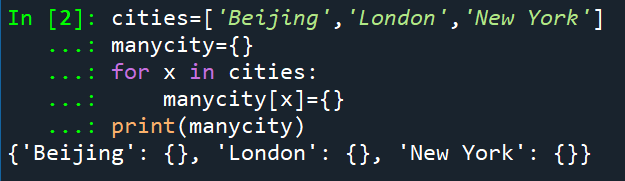 In [2]: cities=['Beijing','London','New York']
   ...: manycity={}
   ...: for x in cities:
   ...:     manycity[x]={}
   ...: print(manycity)
{'Beijing': {}, 'London': {}, 'New York': {}}